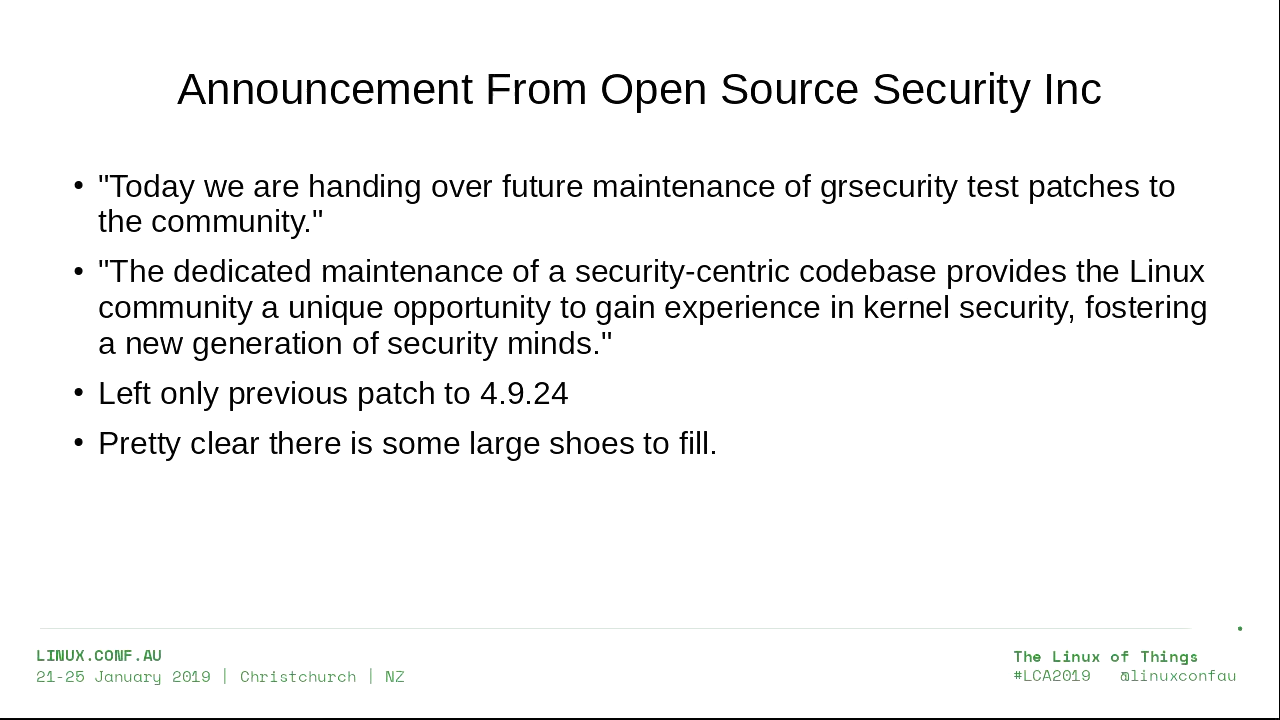 Announcement From Open Source Security Inc
• "Today we are handing over future maintenance of grsecurity test patches to
the community."
• "The dedicated maintenance of a security-centric codebase provides the Linux
community a unique opportunity to gain experience in kernel security, fostering
a new generation of security minds."
• Left only previous patch to 4.9.24
• Pretty clear there is some large shoes to fill.
LINUX.CONF.AU
21-25 January 2019 | Christchurch | NZ
The Linux of Things
#LCA2019 @linuxconfau